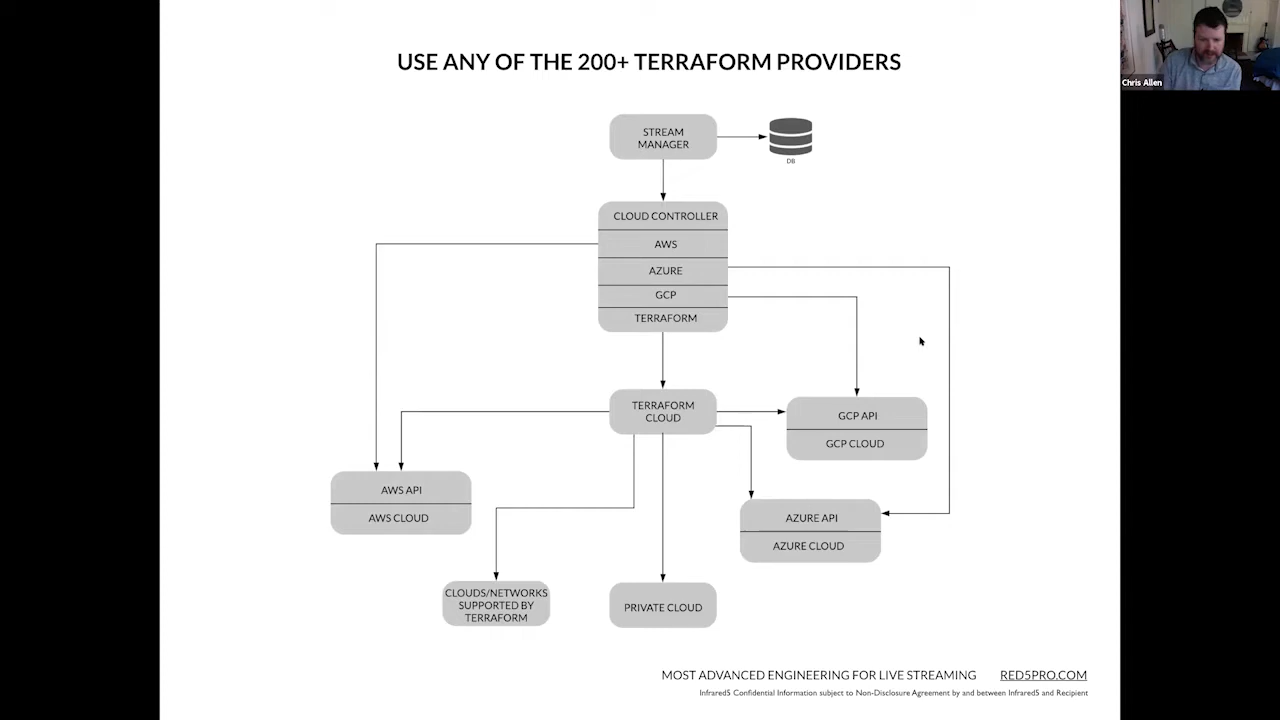 USE ANY OF THE 200+ TERRAFORM PROVIDERS
Chris Allen
STREAM
MANAGER
DB
CLOUD CONTROLLER
AWS
AZURE
GCP
TERRAFORM
TERRAFORM
CLOUD
GCP API
GCP CLOUD
AWS API
AWS CLOUD
AZURE API
AZURE CLOUD
CLOUDS/NETWORKS
SUPPORTED BY
TERRAFORM
PRIVATE CLOUD
MOST ADVANCED ENGINEERING FOR LIVE STREAMING RED5PRO.COM
Infrared5 Confidential Information subject to Non-Disclosure Agreement by and between Infrared5 and Recipient